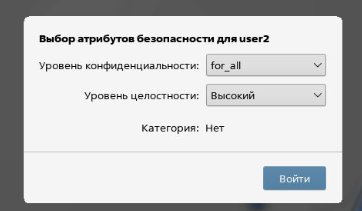 Выбор атрибутов безопасности для user2
Уровень конфиденциальности: for_all
Уровень целостности: Высокий
Категория: Нет
Войти